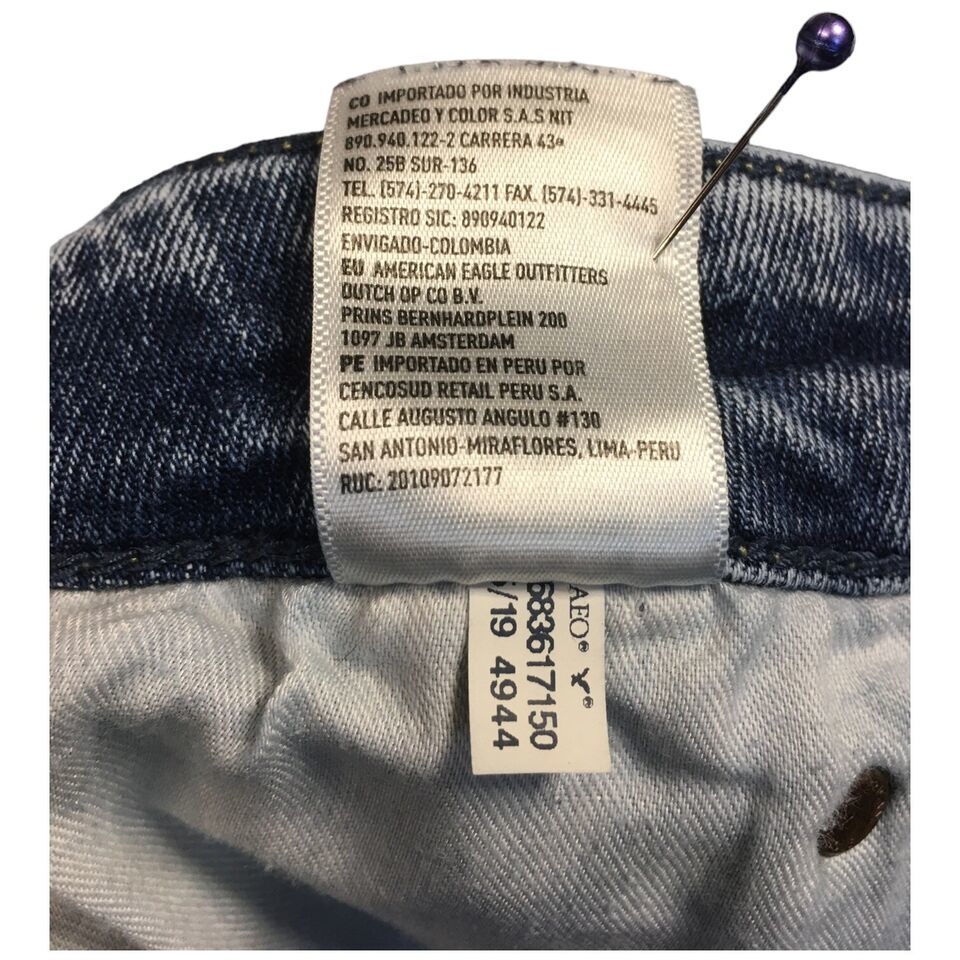 CO IMPORTADO POR INDUSTRIA
MERCADEO Y COLOR S.A.S NIT
890.940.122-2 CARRERA 43ª
NO. 25B SUR-136
TEL. (574)-270-4211 FAX. (574)-331-4445
REGISTRO SIC: 890940122
ENVIGADO-COLOMBIA
EU AMERICAN EAGLE OUTFITTERS
DUTCH OP CO B.V.
PRINS BERNHARDPLEIN 200
1097 JB AMSTERDAM
PE IMPORTADO EN PERU POR
CENCOSUD RETAIL PERU S.A.
CALLE AUGUSTO ANGULO #130
SAN ANTONIO-MIRAFLORES, LIMA-PERU
RUC: 20109072177
AEO®
683617150
/19 4944